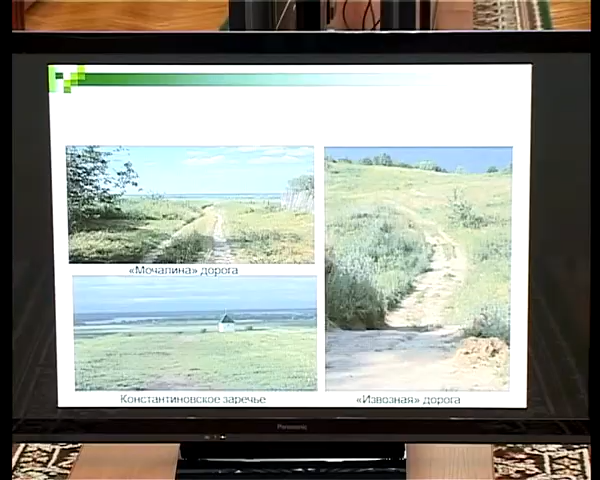 «Мочалина» дорога
Константиновское заречье
«Извозная» дорога
Panasonic